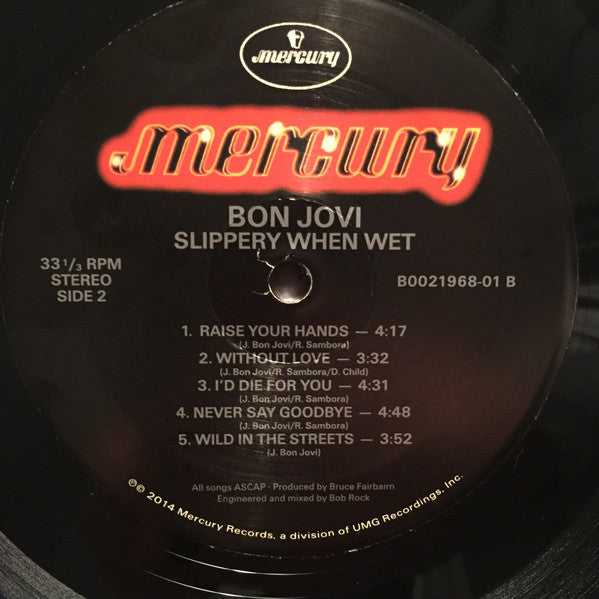 mercury
mercury
BON JOVI
SLIPPERY WHEN WET
33 1/3 RPM
STEREO
SIDE 2
B0021968-01 B
1. RAISE YOUR HANDS — 4:17
(J. Bon Jovi/R. Sambora)
2. WITHOUT LOVE — 3:32
(J. Bon Jovi/R. Sambora/D. Child)
3. I'D DIE FOR YOU — 4:31
(J. Bon Jovi/R. Sambora)
4. NEVER SAY GOODBYE — 4:48
(J. Bon Jovi/R. Sambora)
5. WILD IN THE STREETS — 3:52
(J. Bon Jovi)
All songs ASCAP · Produced by Bruce Fairbairn
Engineered and mixed by Bob Rock
℗© 2014 Mercury Records, a division of UMG Recordings, Inc.